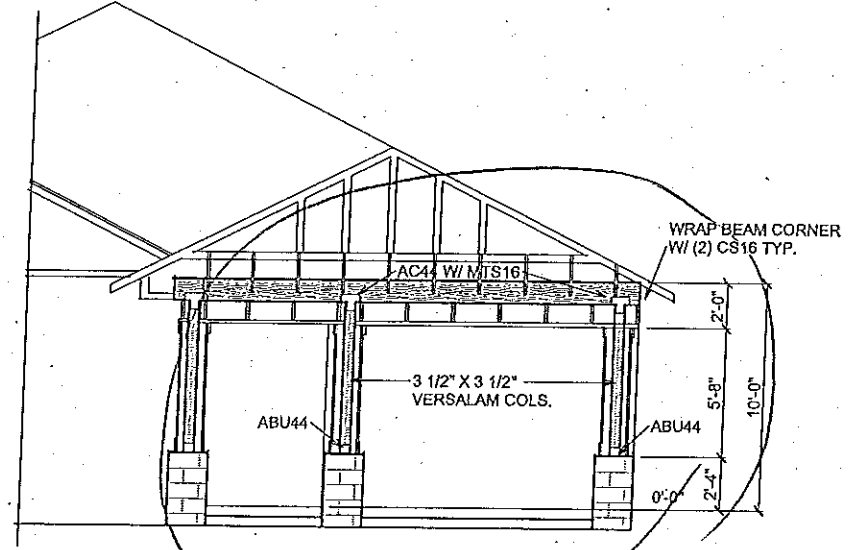 WRAP BEAM CORNER
W/ (2) CS16 TYP.
AC44 W/ MTS16
2'-0"
3 1/2" X 3 1/2"
VERSALAM COLS.
5'-8"
10'-0"
ABU44
ABU44
0'-0"
2'-4"